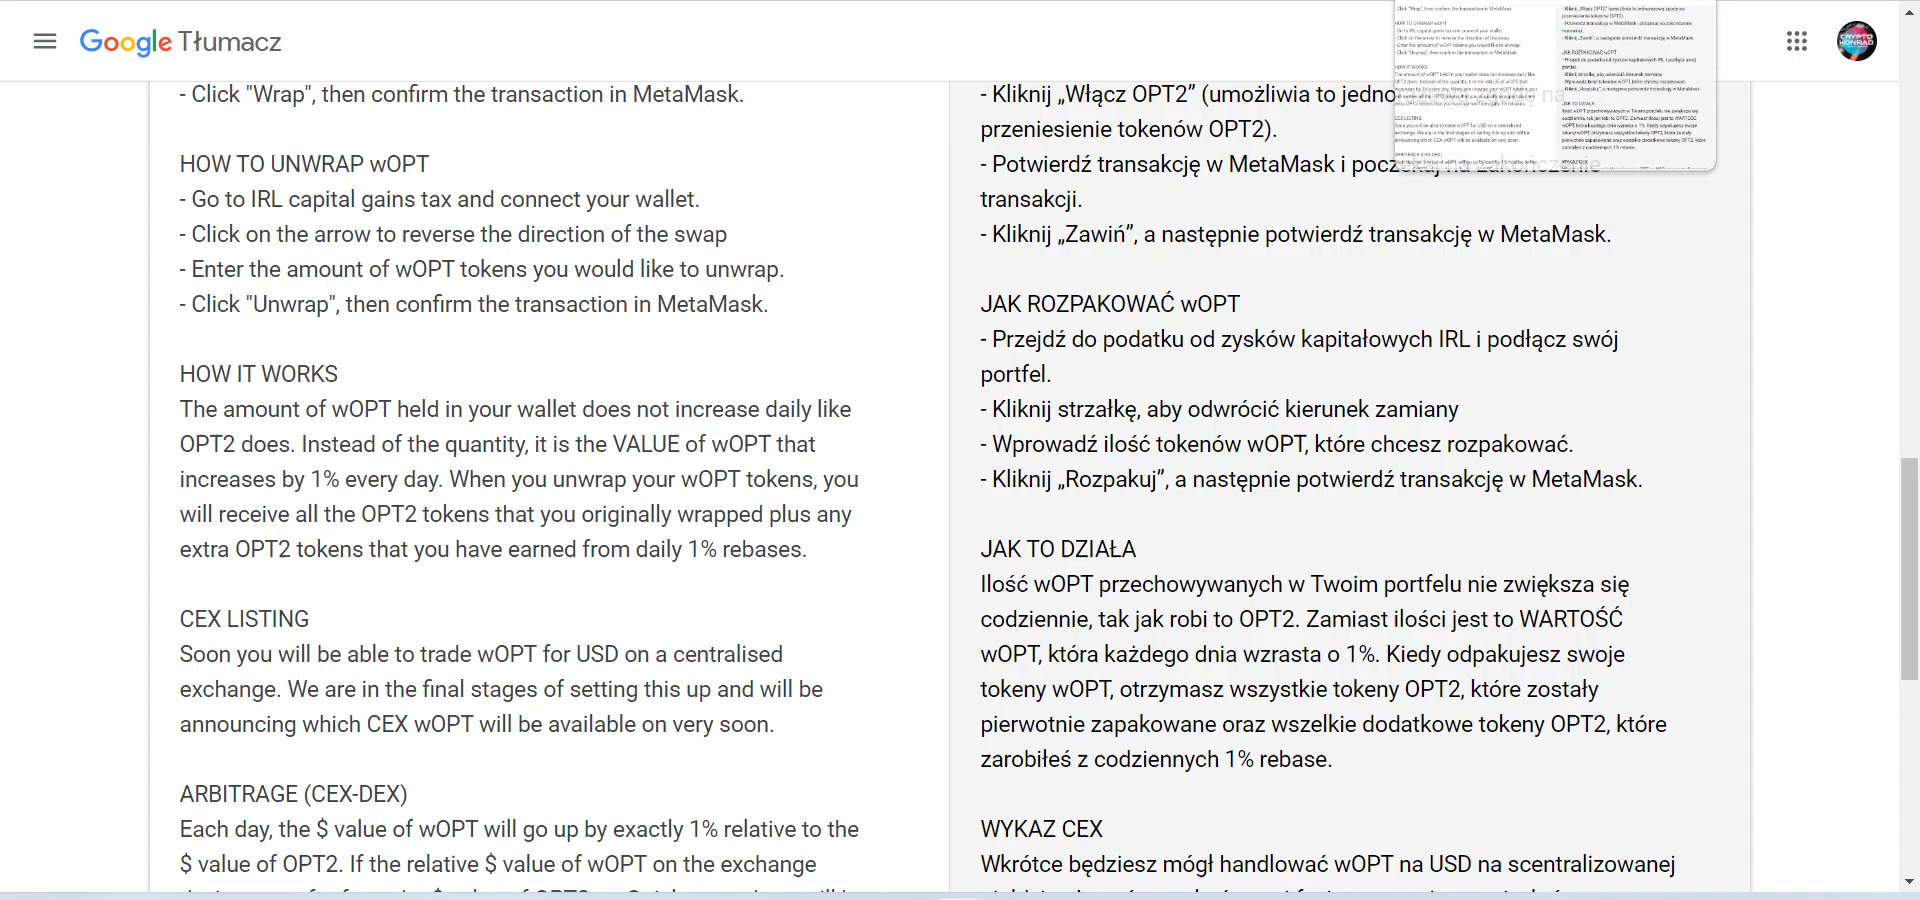 Google Tłumacz
- Click "Wrap", then confirm the transaction in MetaMask.
HOW TO UNWRAP wOPT
- Go to IRL capital gains tax and connect your wallet.
- Click on the arrow to reverse the direction of the swap
- Enter the amount of wOPT tokens you would like to unwrap.
- Click "Unwrap", then confirm the transaction in MetaMask.
HOW IT WORKS
The amount of wOPT held in your wallet does not increase daily like
OPT2 does. Instead of the quantity, it is the VALUE of wOPT that
increases by 1% every day. When you unwrap your wOPT tokens, you
will receive all the OPT2 tokens that you originally wrapped plus any
extra OPT2 tokens that you have earned from daily 1% rebases.
CEX LISTING
Soon you will be able to trade wOPT for USD on a centralised
exchange. We are in the final stages of setting this up and will be
announcing which CEX wOPT will be available on very soon.
ARBITRAGE (CEX-DEX)
Each day, the $ value of wOPT will go up by exactly 1% relative to the
$ value of OPT2. If the relative $ value of wOPT on the exchange
- Kliknij „Włącz OPT2” (umożliwia to jedno
przeniesienie tokenów OPT2).
- Potwierdź transakcję w MetaMask i poczekaj na zakończenie
transakcji.
- Kliknij „Zawiń”, a następnie potwierdź transakcję w MetaMask.
JAK ROZPAKOWAĆ wOPT
- Przejdź do podatku od zysków kapitałowych IRL i podłącz swój
portfel.
- Kliknij strzałkę, aby odwrócić kierunek zamiany
- Wprowadź ilość tokenów wOPT, które chcesz rozpakować.
- Kliknij „Rozpakuj”, a następnie potwierdź transakcję w MetaMask.
JAK TO DZIAŁA
Ilość wOPT przechowywanych w Twoim portfelu nie zwiększa się
codziennie, tak jak robi to OPT2. Zamiast ilości jest to WARTOŚĆ
wOPT, która każdego dnia wzrasta o 1%. Kiedy odpakujesz swoje
tokeny wOPT, otrzymasz wszystkie tokeny OPT2, które zostały
pierwotnie zapakowane oraz wszelkie dodatkowe tokeny OPT2, które
zarobiłeś z codziennych 1% rebase.
WYKAZ CEX
Wkrótce będziesz mógł handlować wOPT na USD na scentralizowanej